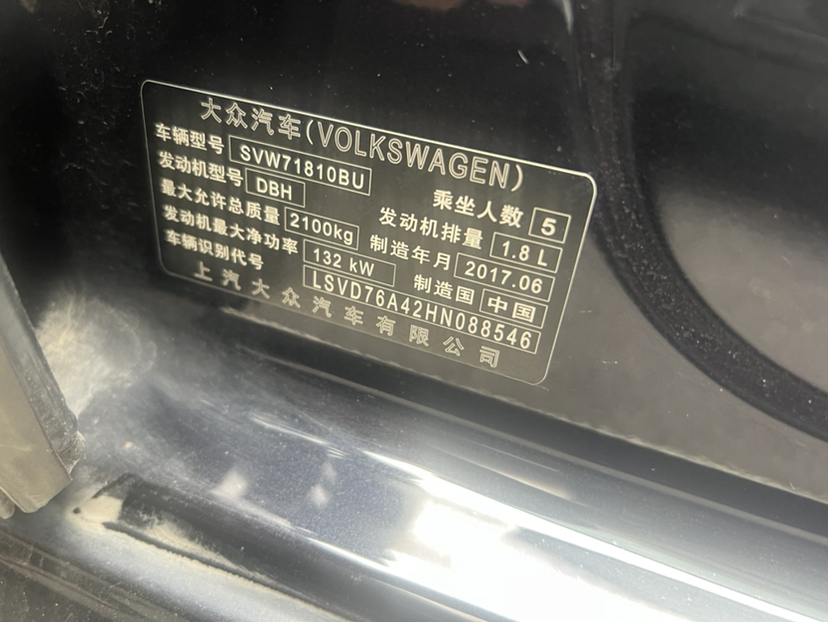 大众汽车(VOLKSWAGEN)
车辆型号 SVW71810BU 乘坐人数 5
发动机型号 DBH 发动机排量 1.8 L
最大允许总质量 2100kg 制造年月 2017.06
发动机最大净功率 132 kW 制造国 中国
车辆识别代号 LSVD76A42HN088546
上汽大众汽车有限公司